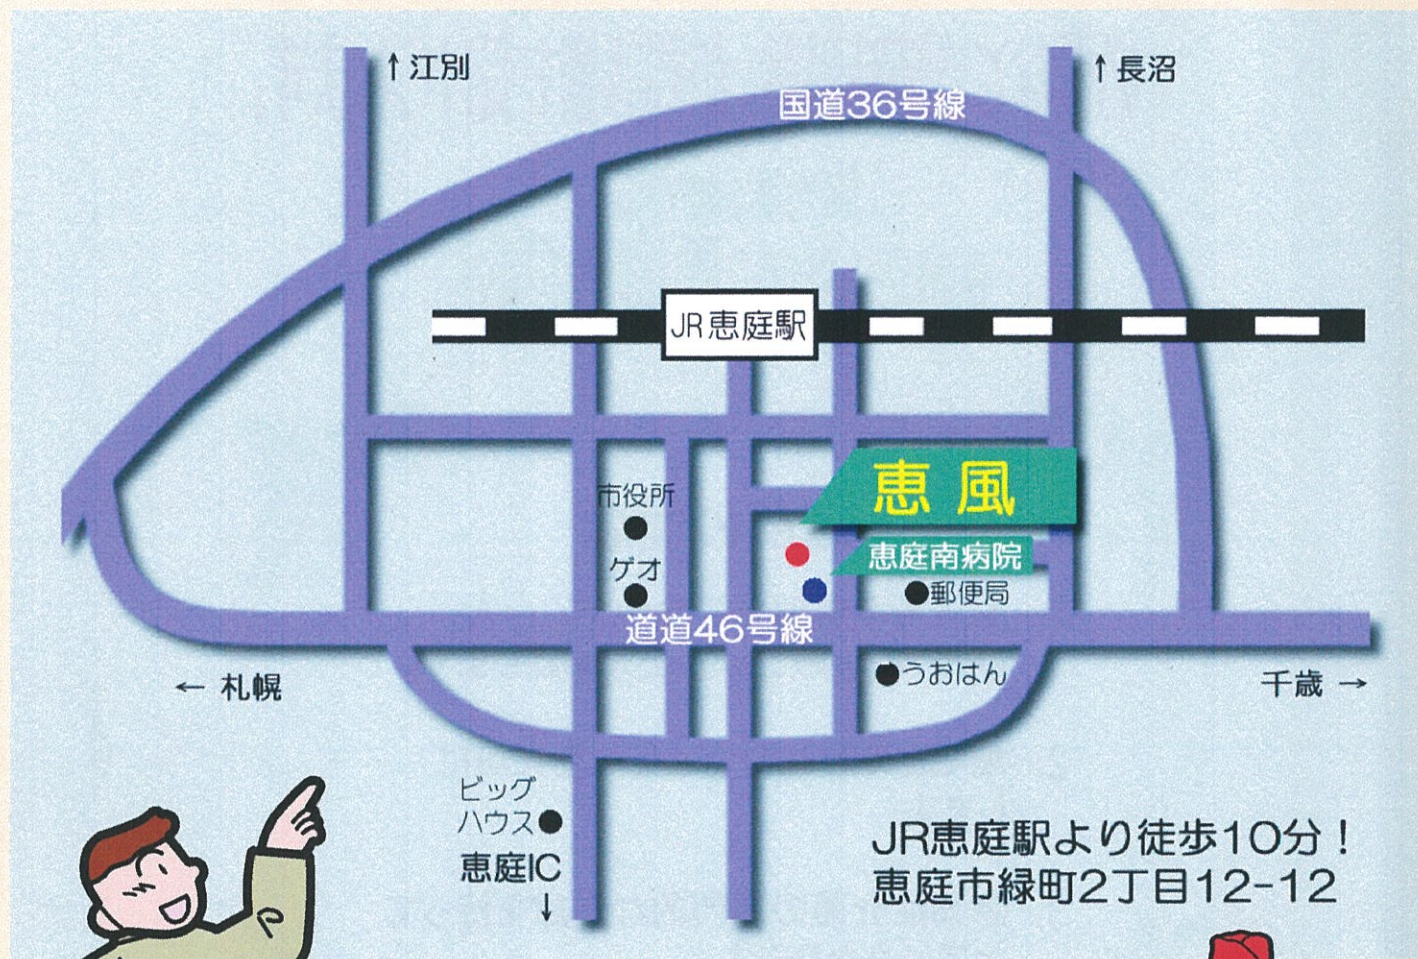 ↑江別
↑長沼
国道36号線
JR恵庭駅
恵風
市役所
恵庭南病院
ゲオ
郵便局
道道46号線
うおはん
← 札幌
千歳 →
ビッグ
ハウス
恵庭IC
↓
JR恵庭駅より徒歩10分!
恵庭市緑町2丁目12-12